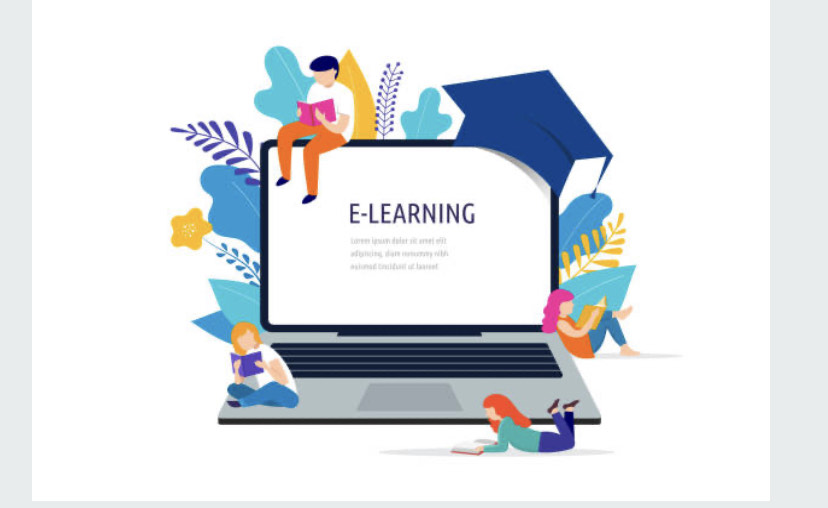 E-LEARNING
Lorem ipsum dolor sit amet elit
adipiscing, diam nonummy nibh
euismod tincidunt ut laoreet